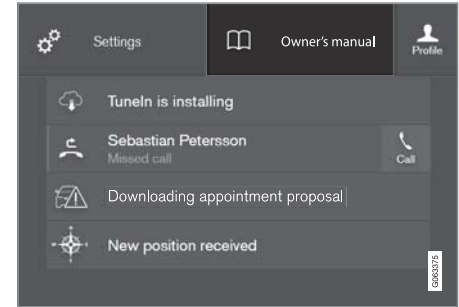 Settings
Owner's manual
Profile
TuneIn is installing
Sebastian Petersson
Missed call
Call
Downloading appointment proposal
New position received
G063375